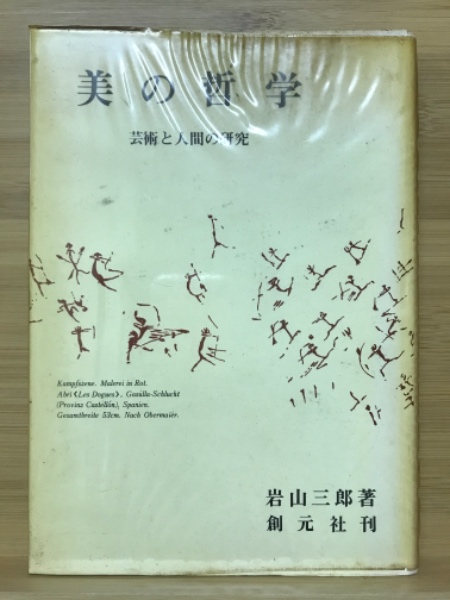 美の哲学
芸術と人間の研究
Kampfszene. Malerei in Rot.
Abri «Les Dogues», Gasulla-Schlucht
(Provinz Castellón), Spanien.
Gesamtbreite 53cm. Nach Obermaier.
岩山三郎著
創元社刊